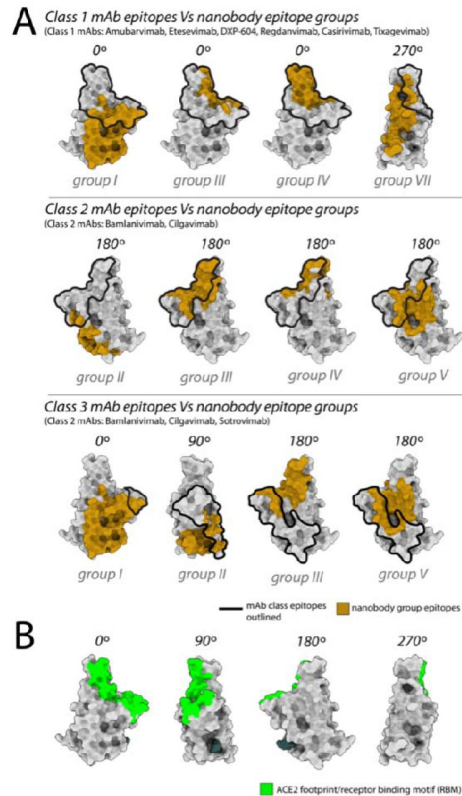 A
Class 1 mAb epitopes Vs nanobody epitope groups
(Class 1 mAbs: Amubarvimab, Etesevimab, DXP-604, Regdanvimab, Casirivimab, Tixagevimab)
0° 0° 0° 270°
group I group III group IV group VII
Class 2 mAb epitopes Vs nanobody epitope groups
(Class 2 mAbs: Bamlanivimab, Cilgavimab)
180° 180° 180° 180°
group II group III group IV group V
Class 3 mAb epitopes Vs nanobody epitope groups
(Class 2 mAbs: Bamlanivimab, Cilgavimab, Sotrovimab)
0° 90° 180° 180°
group I group II group III group V
mAb class epitopes
outlined
nanobody group epitopes
B
0° 90° 180° 270°
ACE2 footprint/receptor binding motif (RBM)